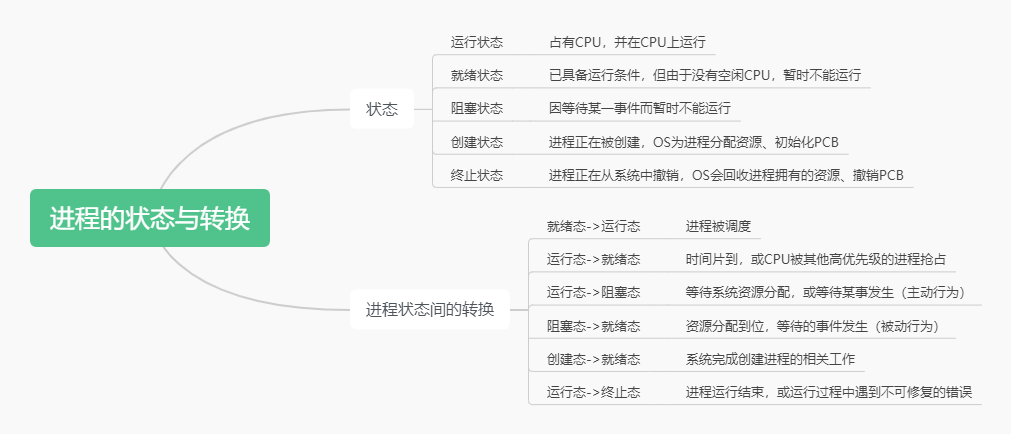 进程的状态与转换
状态
运行状态 占有CPU，并在CPU上运行
就绪状态 已具备运行条件，但由于没有空闲CPU，暂时不能运行
阻塞状态 因等待某一事件而暂时不能运行
创建状态 进程正在被创建，OS为进程分配资源、初始化PCB
终止状态 进程正在从系统中撤销，OS会回收进程拥有的资源、撤销PCB
进程状态间的转换
就绪态->运行态 进程被调度
运行态->就绪态 时间片到，或CPU被其他高优先级的进程抢占
运行态->阻塞态 等待系统资源分配，或等待某事发生（主动行为）
阻塞态->就绪态 资源分配到位，等待的事件发生（被动行为）
创建态->就绪态 系统完成创建进程的相关工作
运行态->终止态 进程运行结束，或运行过程中遇到不可修复的错误